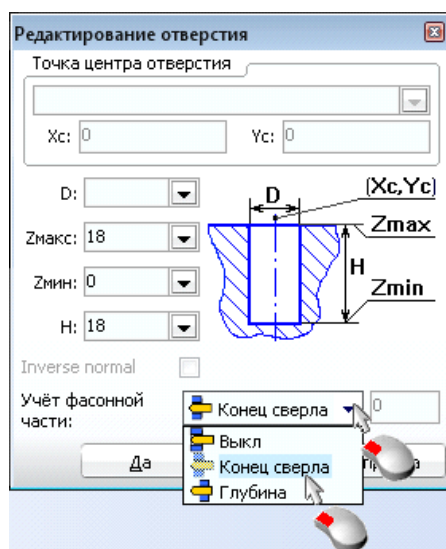 Редактирование отверстия
Точка центра отверстия
Xc: 0 Yc: 0
D:
Zмакс: 18
Zмин: 0
H: 18
D (Xc,Yc)
Zmax
H
Zmin
Inverse normal
Учёт фасонной части: Конец сверла 0
Выкл
Конец сверла
Глубина
Да